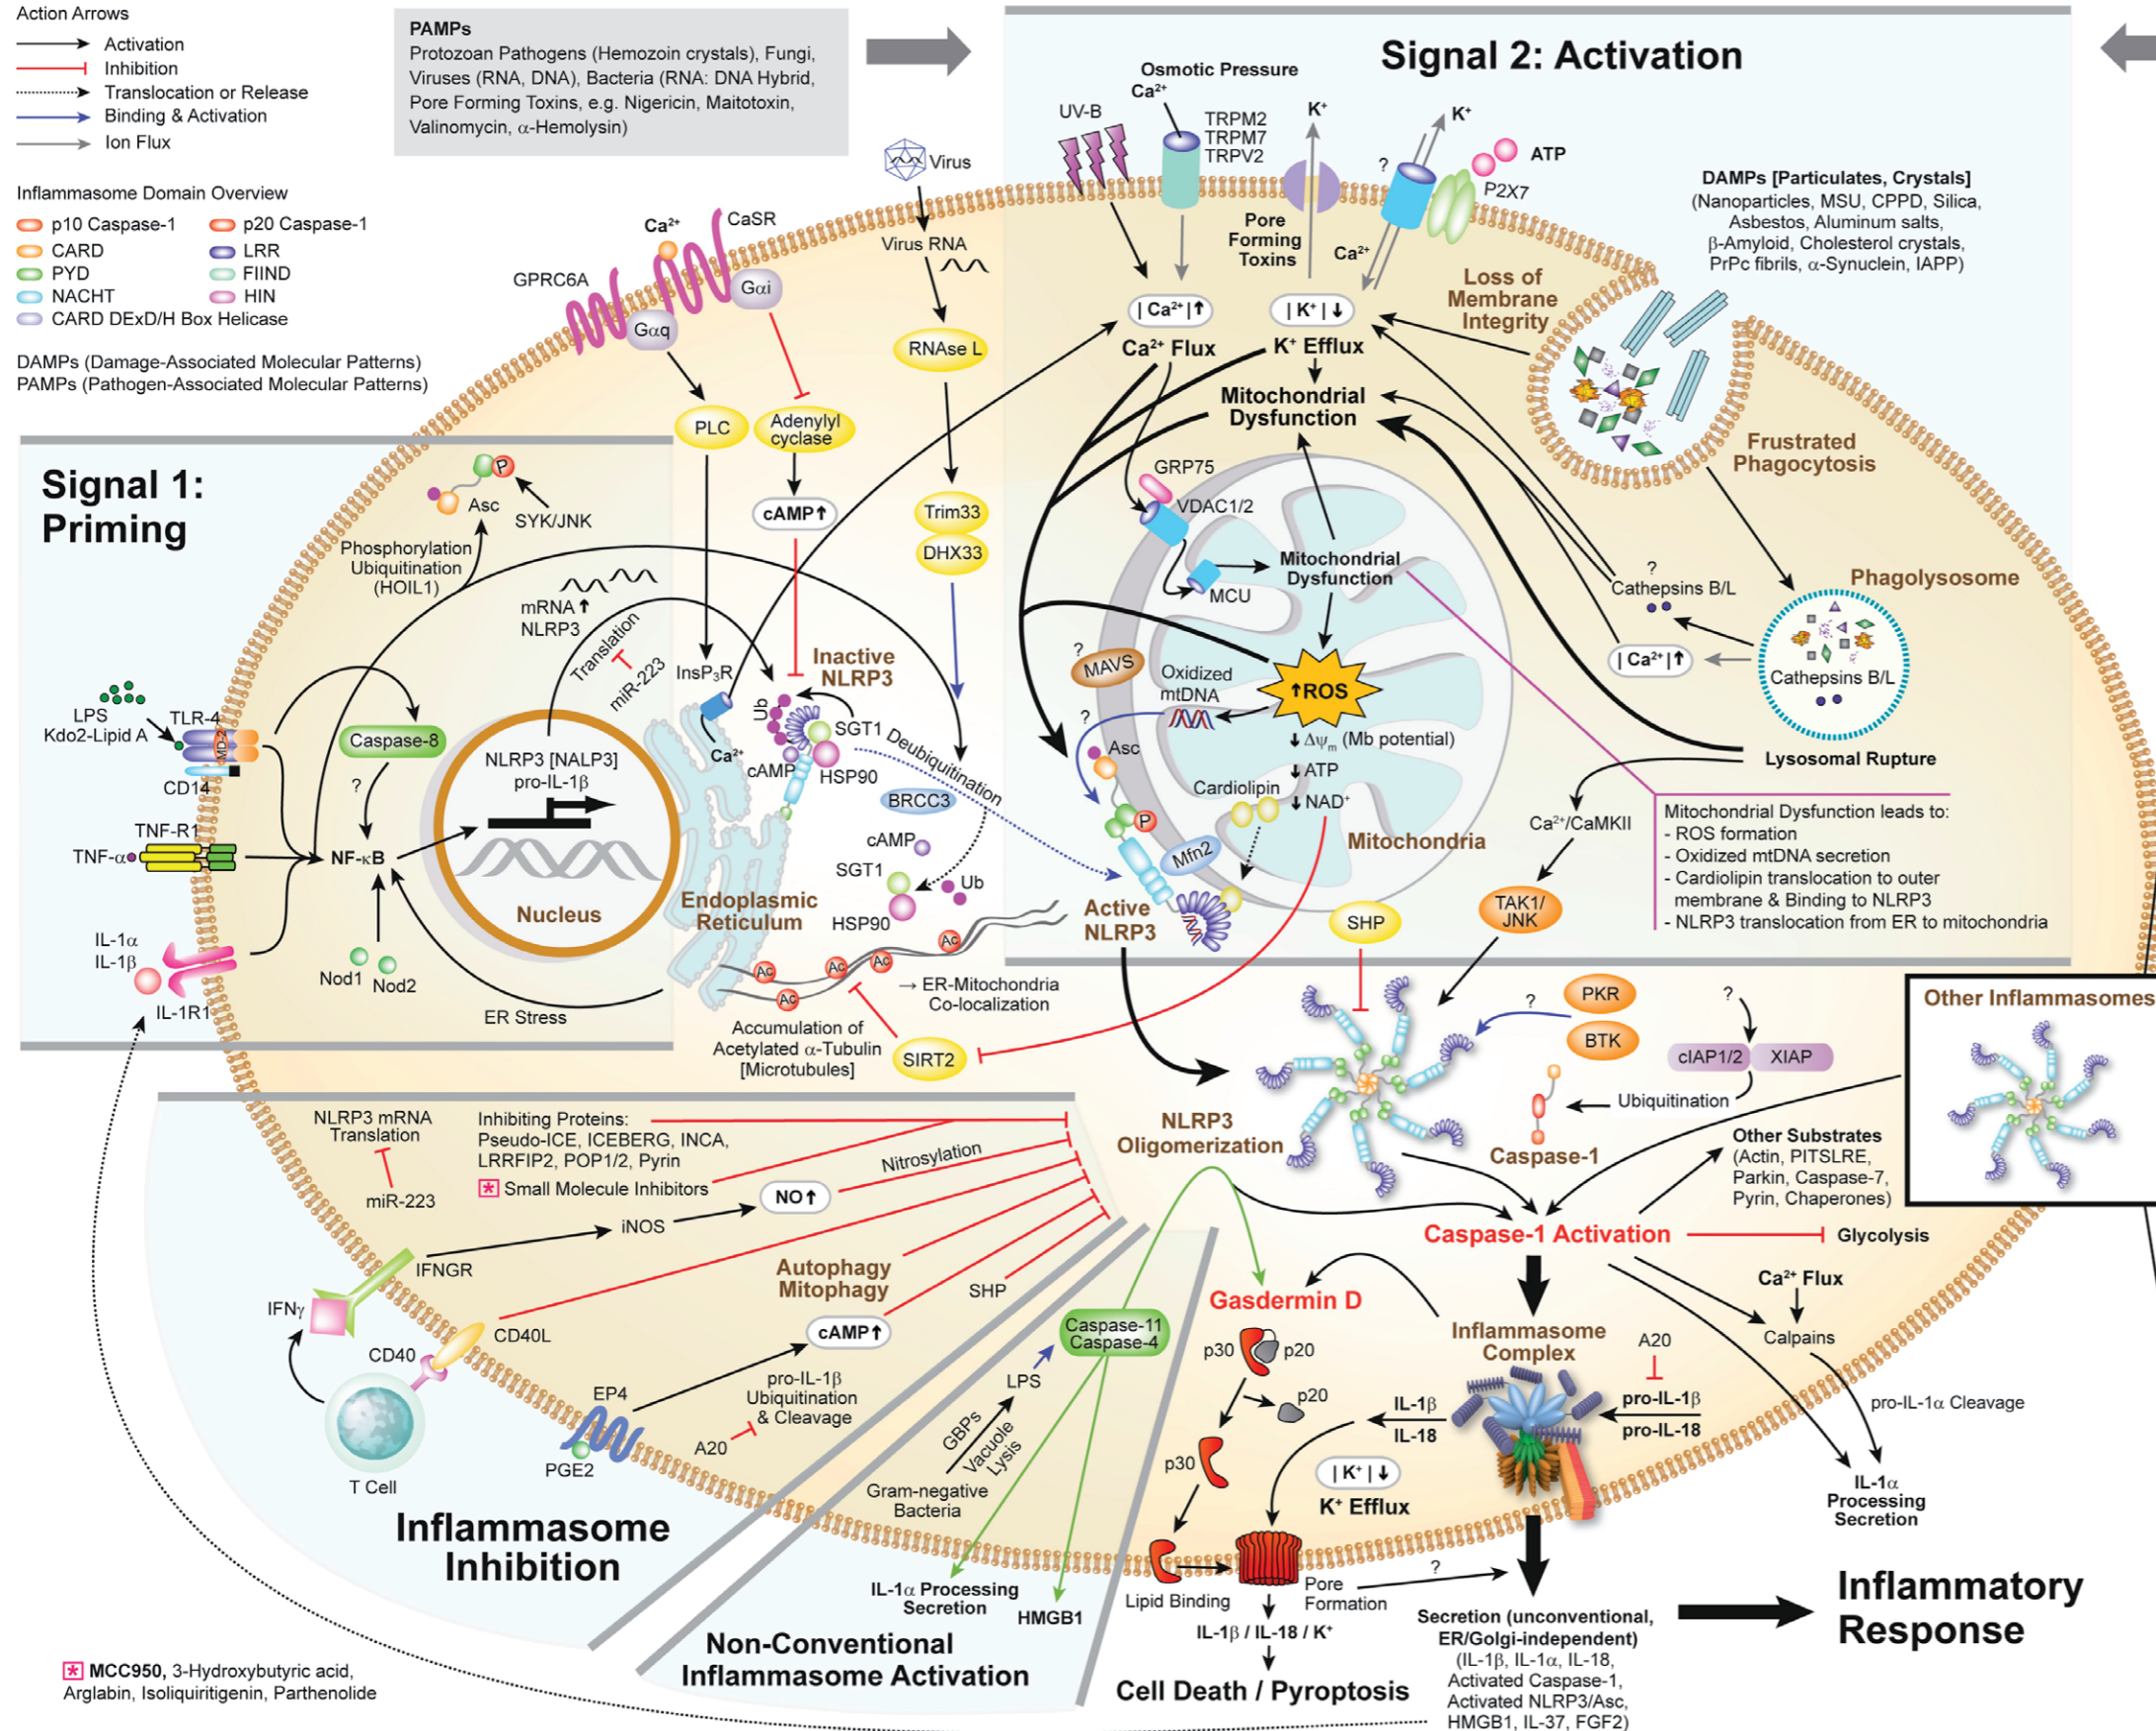 Action Arrows
Activation
Inhibition
Translocation or Release
Binding & Activation
Ion Flux
Inflammasome Domain Overview
p10 Caspase-1
p20 Caspase-1
CARD
LRR
PYD
FIIND
NACHT
HIN
CARD DExD/H Box Helicase
DAMPs (Damage-Associated Molecular Patterns)
PAMPs (Pathogen-Associated Molecular Patterns)
PAMPs
Protozoan Pathogens (Hemozoin crystals), Fungi,
Viruses (RNA, DNA), Bacteria (RNA: DNA Hybrid,
Pore Forming Toxins, e.g. Nigericin, Maitotoxin,
Valinomycin, α-Hemolysin)
Signal 2: Activation
Osmotic Pressure
Ca²⁺
UV-B
TRPM2
TRPM7
TRPV2
K⁺
K⁺
?
ATP
P2X7
Pore
Forming
Toxins
Ca²⁺
DAMPs [Particulates, Crystals]
(Nanoparticles, MSU, CPPD, Silica,
Asbestos, Aluminum salts,
β-Amyloid, Cholesterol crystals,
PrPc fibrils, α-Synuclein, IAPP)
Virus
Virus RNA
RNAse L
Trim33
DHX33
Ca²⁺
CaSR
GPRC6A
Gαi
Gαq
PLC
Adenylyl
cyclase
cAMP↑
| Ca²⁺ |↑
Ca²⁺ Flux
| K⁺ |↓
K⁺ Efflux
Mitochondrial
Dysfunction
Loss of
Membrane
Integrity
Frustrated
Phagocytosis
Phagolysosome
?
Cathepsins B/L
Cathepsins B/L
| Ca²⁺ |↑
Lysosomal Rupture
Ca²⁺/CaMKII
TAK1/
JNK
GRP75
VDAC1/2
MCU
Mitochondrial
Dysfunction
↑ROS
?
MAVS
Oxidized
mtDNA
?
Asc
P
↓ Δψm (Mb potential)
↓ ATP
↓ NAD⁺
Cardiolipin
Mfn2
Mitochondria
Active
NLRP3
SHP
Mitochondrial Dysfunction leads to:
- ROS formation
- Oxidized mtDNA secretion
- Cardiolipin translocation to outer
membrane & Binding to NLRP3
- NLRP3 translocation from ER to mitochondria
Signal 1:
Priming
P
Asc
SYK/JNK
Phosphorylation
Ubiquitination
(HOIL1)
mRNA ↑
NLRP3
Translation
miR-223
InsP₃R
Ca²⁺
Inactive
NLRP3
Ub
SGT1
cAMP
HSP90
Deubiquitination
BRCC3
cAMP
SGT1
Ub
HSP90
LPS
Kdo2-Lipid A
TLR-4
MD-2
CD14
Caspase-8
?
TNF-R1
TNF-α
NF-κB
NLRP3 [NALP3]
pro-IL-1β
Nucleus
Endoplasmic
Reticulum
IL-1α
IL-1β
IL-1R1
Nod1
Nod2
ER Stress
Ac
Ac
Ac
Ac
Ac
→ ER-Mitochondria
Co-localization
Accumulation of
Acetylated α-Tubulin
[Microtubules]
SIRT2
NLRP3
Oligomerization
?
PKR
BTK
?
cIAP1/2
XIAP
Ubiquitination
Caspase-1
Other Inflammasomes
Other Substrates
(Actin, PITSLRE,
Parkin, Caspase-7,
Pyrin, Chaperones)
Caspase-1 Activation
Glycolysis
Ca²⁺ Flux
Calpains
pro-IL-1α Cleavage
IL-1α
Processing
Secretion
Gasdermin D
p30
p20
p20
p30
Lipid Binding
Inflammasome
Complex
A20
pro-IL-1β
pro-IL-18
IL-1β
IL-18
| K⁺ |↓
K⁺ Efflux
Pore
Formation
?
IL-1β / IL-18 / K⁺
Cell Death / Pyroptosis
Secretion (unconventional,
ER/Golgi-independent)
(IL-1β, IL-1α, IL-18,
Activated Caspase-1,
Activated NLRP3/Asc,
HMGB1, IL-37, FGF2)
Inflammatory
Response
NLRP3 mRNA
Translation
miR-223
Inhibiting Proteins:
Pseudo-ICE, ICEBERG, INCA,
LRRFIP2, POP1/2, Pyrin
* Small Molecule Inhibitors
Nitrosylation
NO↑
iNOS
IFNGR
IFNγ
CD40L
CD40
T Cell
Autophagy
Mitophagy
SHP
cAMP↑
EP4
PGE2
pro-IL-1β
Ubiquitination
& Cleavage
A20
Inflammasome
Inhibition
Caspase-11
Caspase-4
LPS
GBPs
Vacuole
Lysis
Gram-negative
Bacteria
IL-1α Processing
Secretion
HMGB1
Non-Conventional
Inflammasome Activation
* MCC950, 3-Hydroxybutyric acid,
Arglabin, Isoliquiritigenin, Parthenolide